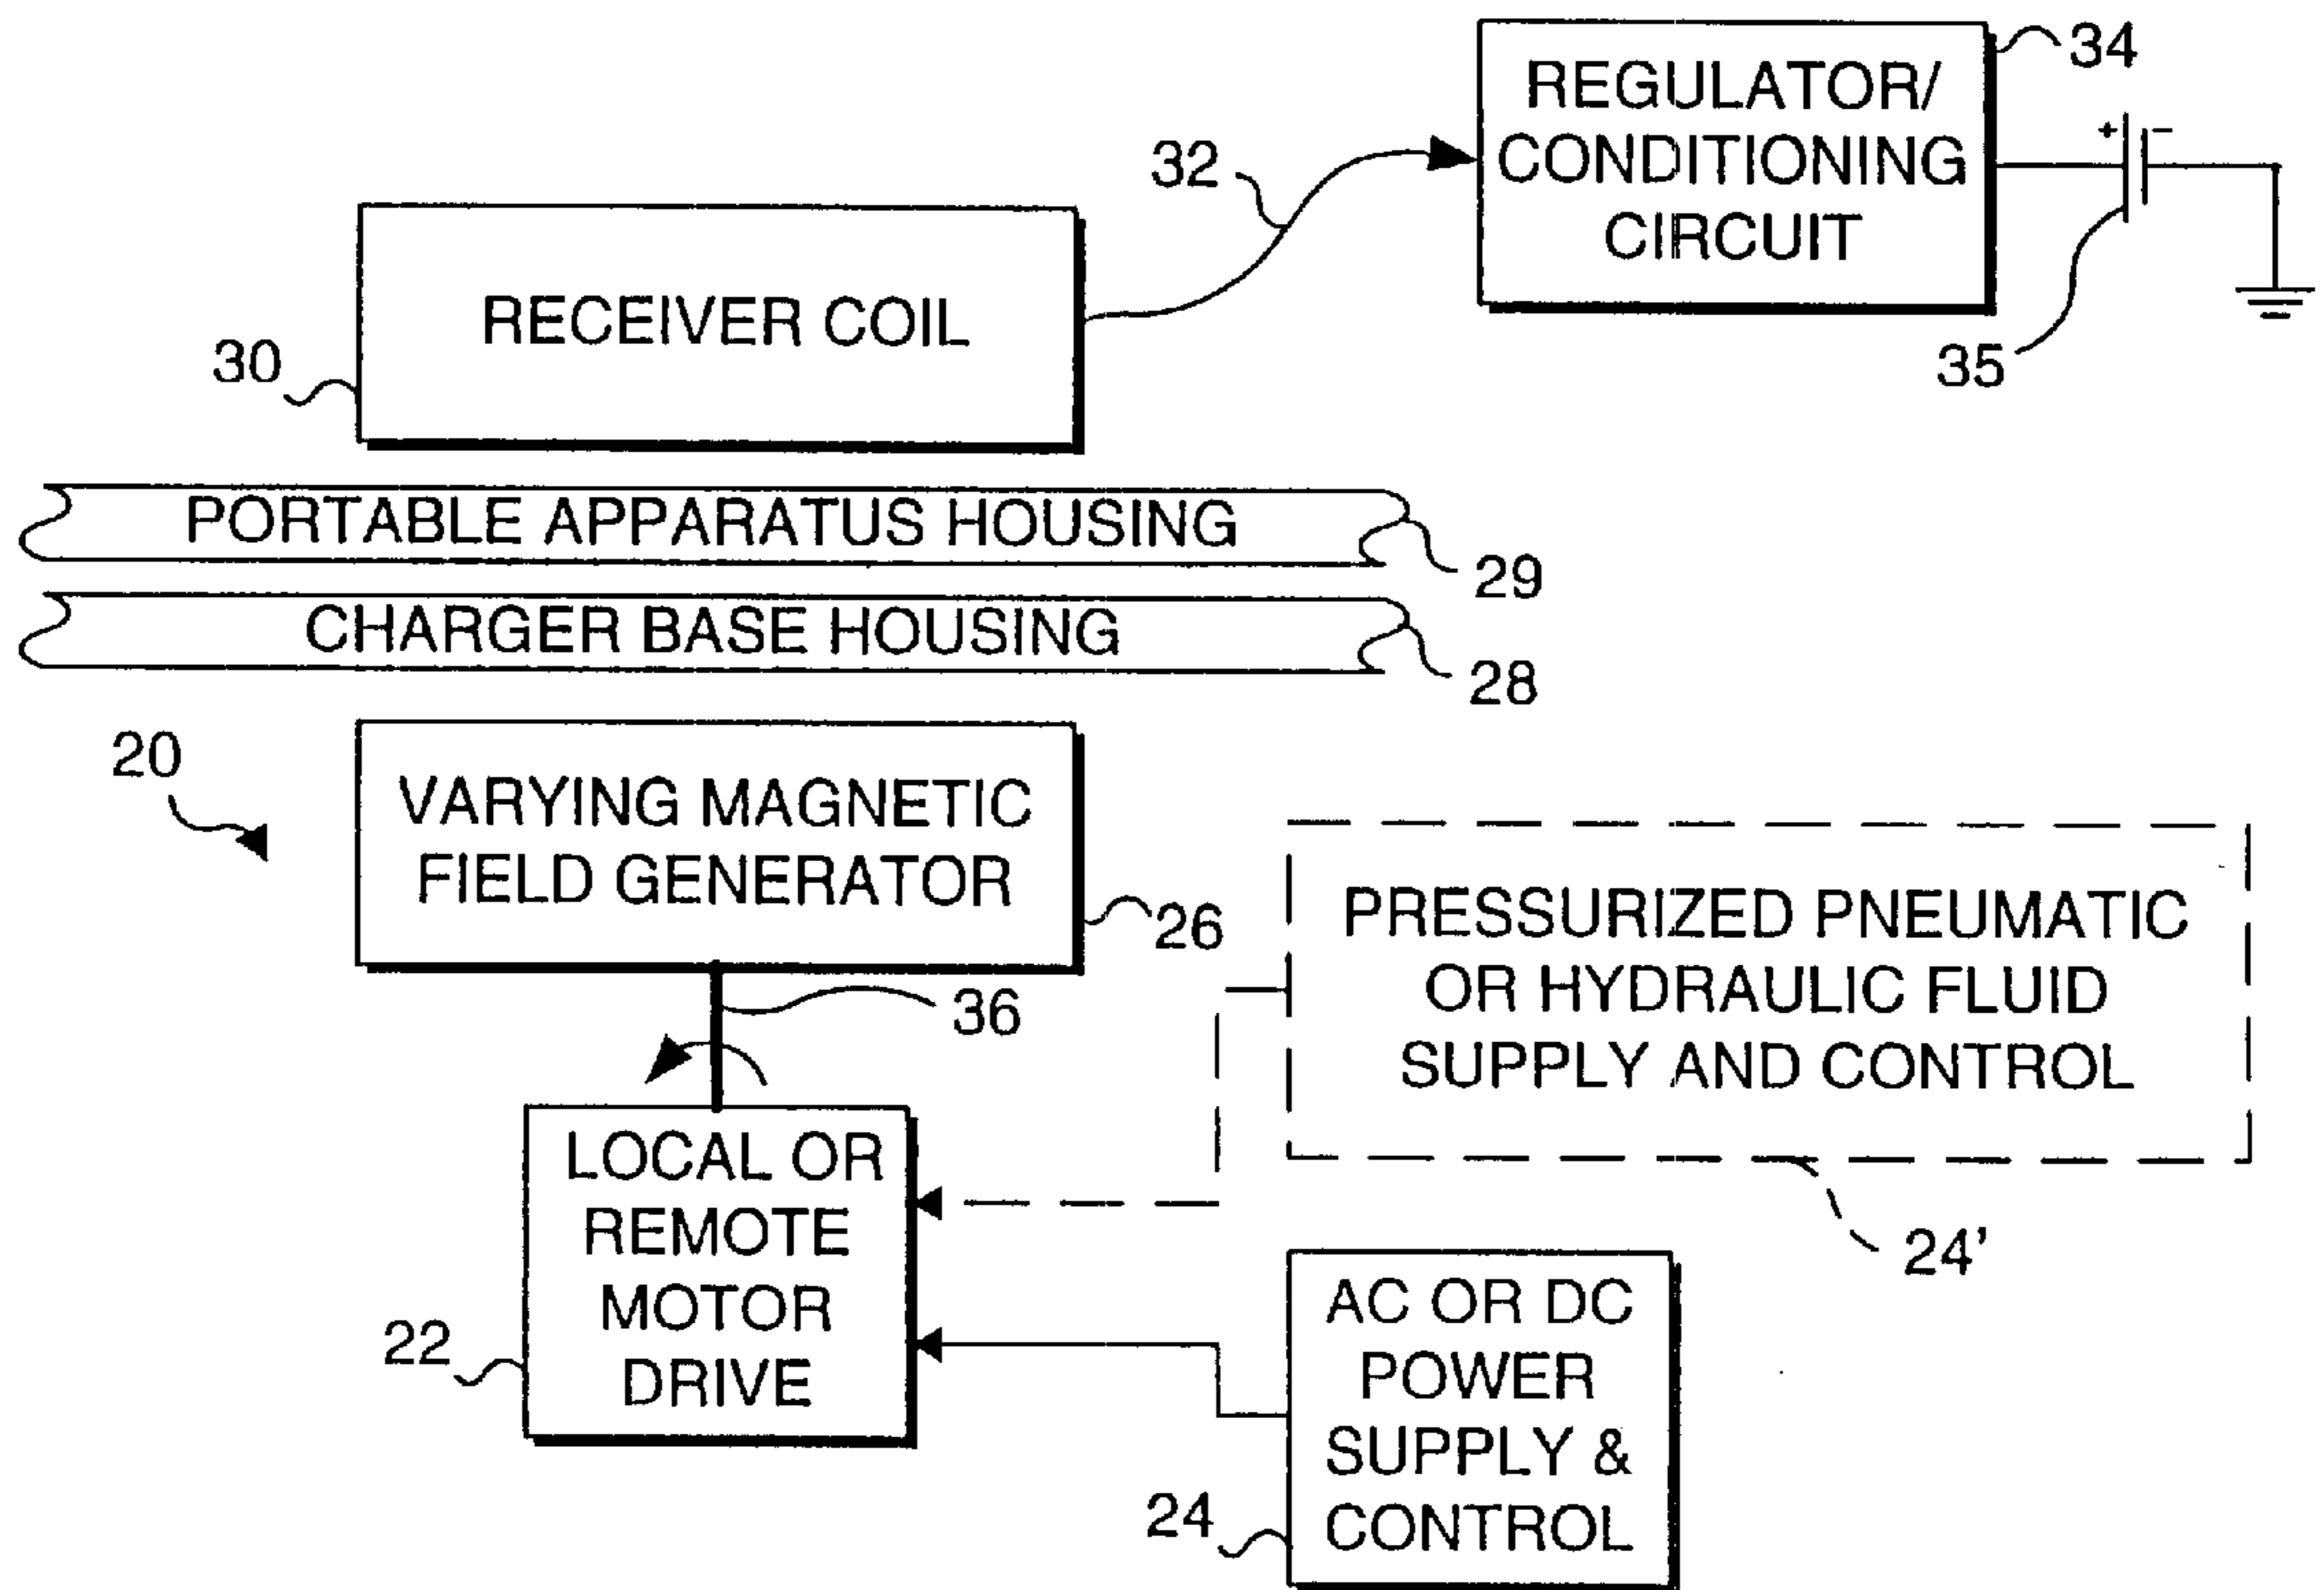 34
REGULATOR/
CONDITIONING
CIRCUIT
+ -
32
35
RECEIVER COIL
30
PORTABLE APPARATUS HOUSING
29
CHARGER BASE HOUSING
28
20
VARYING MAGNETIC
FIELD GENERATOR
26
36
PRESSURIZED PNEUMATIC
OR HYDRAULIC FLUID
SUPPLY AND CONTROL
24'
LOCAL OR
REMOTE
MOTOR
DRIVE
22
AC OR DC
POWER
SUPPLY &
CONTROL
24